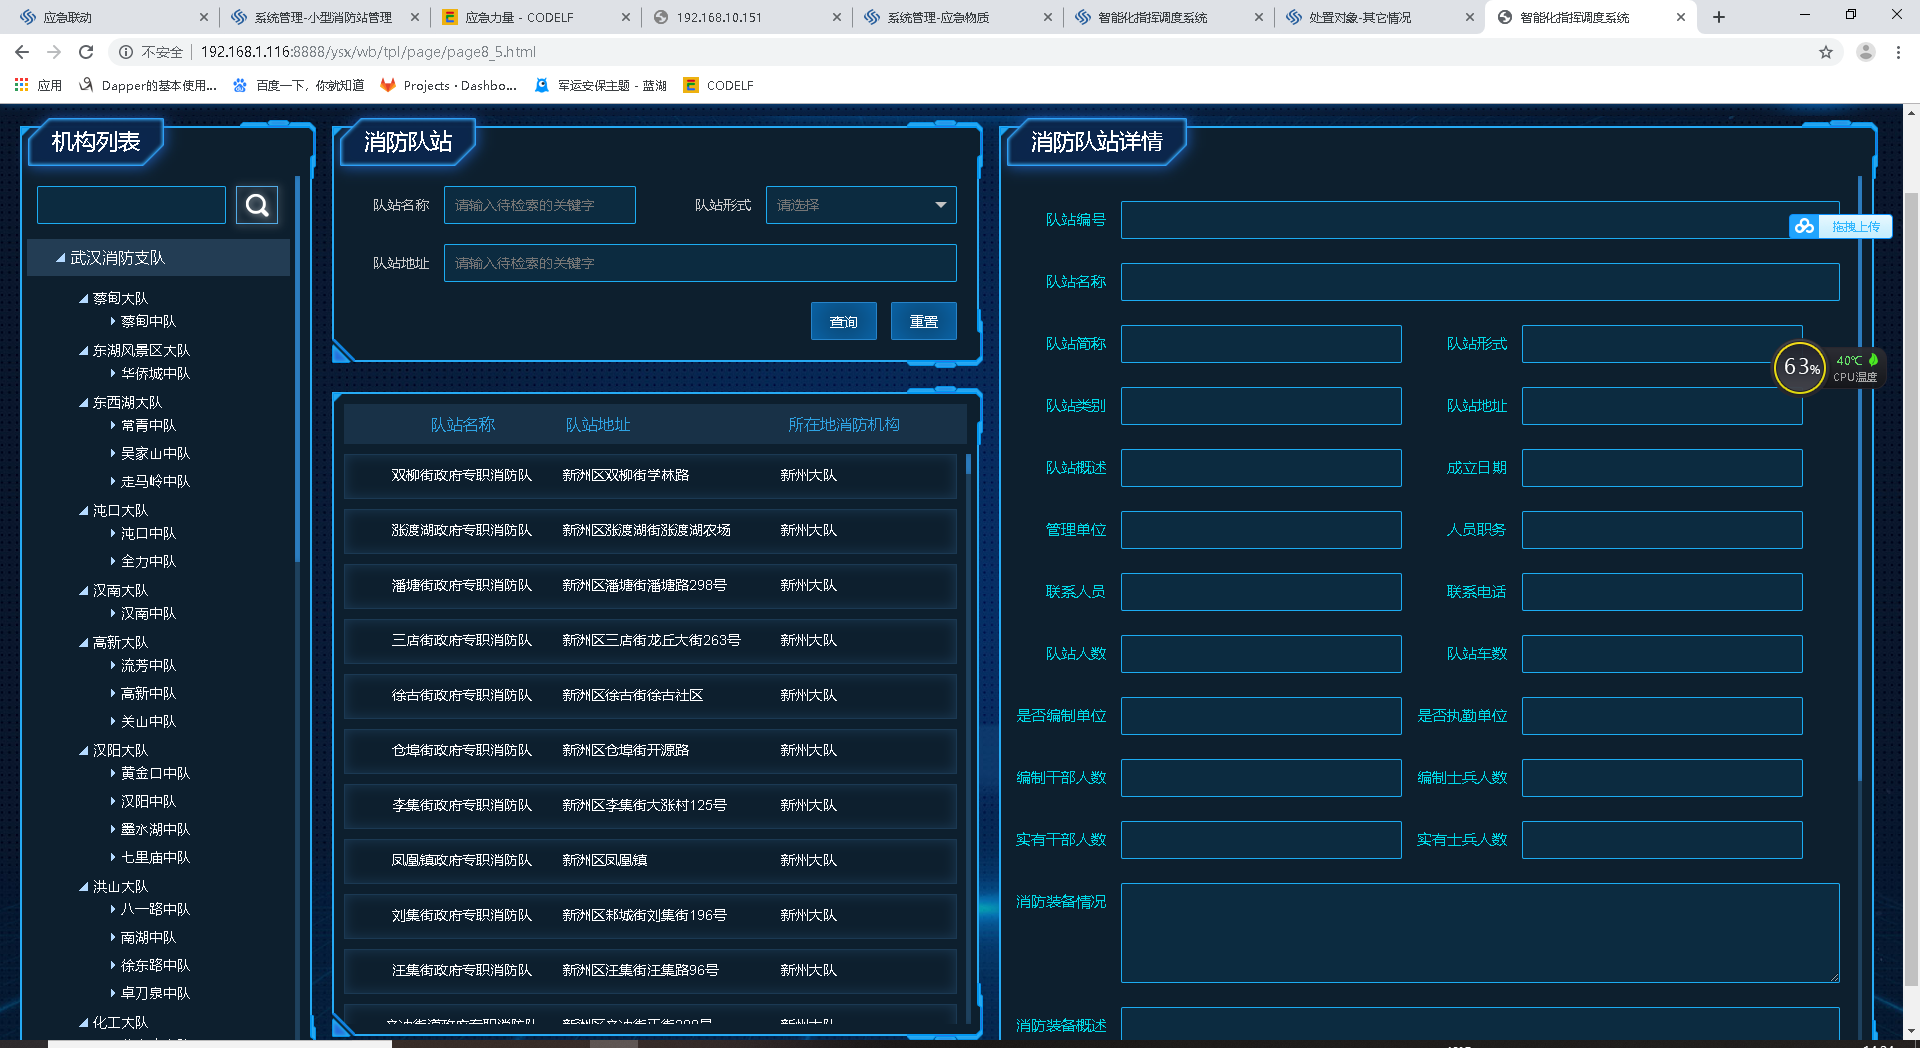 应急联动
系统管理-小型消防站管理
应急力量 - CODELF
192.168.10.151
系统管理-应急物质
智能化指挥调度系统
处置对象-其它情况
智能化指挥调度系统
不安全
192.168.1.116:8888/ysx/wb/tpl/page/page8_5.html
应用
Dapper的基本使用...
百度一下，你就知道
Projects · Dashbo...
军运安保主题 - 蓝湖
CODELF
机构列表
武汉消防支队
蔡甸大队
蔡甸中队
东湖风景区大队
华侨城中队
东西湖大队
常青中队
吴家山中队
走马岭中队
沌口大队
沌口中队
全力中队
汉南大队
汉南中队
高新大队
流芳中队
高新中队
关山中队
汉阳大队
黄金口中队
汉阳中队
墨水湖中队
七里庙中队
洪山大队
八一路中队
南湖中队
徐东路中队
卓刀泉中队
化工大队
消防队站
队站名称
请输入待检索的关键字
队站形式
请选择
队站地址
请输入待检索的关键字
查询
重置
队站名称 队站地址 所在地消防机构
双柳街政府专职消防队 新洲区双柳街学林路 新州大队
涨渡湖政府专职消防队 新洲区涨渡湖街涨渡湖农场 新州大队
潘塘街政府专职消防队 新洲区潘塘街潘塘路298号 新州大队
三店街政府专职消防队 新洲区三店街龙丘大街263号 新州大队
徐古街政府专职消防队 新洲区徐古街徐古社区 新州大队
仓埠街政府专职消防队 新洲区仓埠街开源路 新州大队
李集街政府专职消防队 新洲区李集街大涨村125号 新州大队
凤凰镇政府专职消防队 新洲区凤凰镇 新州大队
刘集街政府专职消防队 新洲区邾城街刘集街196号 新州大队
汪集街政府专职消防队 新洲区汪集街汪集路96号 新州大队
消防队站详情
队站编号
拖拽上传
队站名称
队站简称
队站形式
63%
40℃
CPU温度
队站类别
队站地址
队站概述
成立日期
管理单位
人员职务
联系人员
联系电话
队站人数
队站车数
是否编制单位
是否执勤单位
编制干部人数
编制士兵人数
实有干部人数
实有士兵人数
消防装备情况
消防装备概述